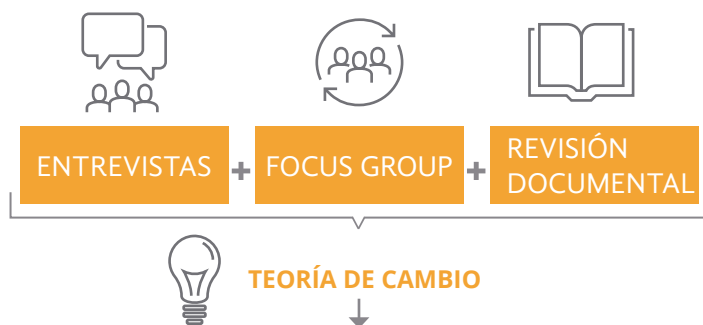 ENTREVISTAS + FOCUS GROUP + REVISIÓN
DOCUMENTAL
TEORÍA DE CAMBIO